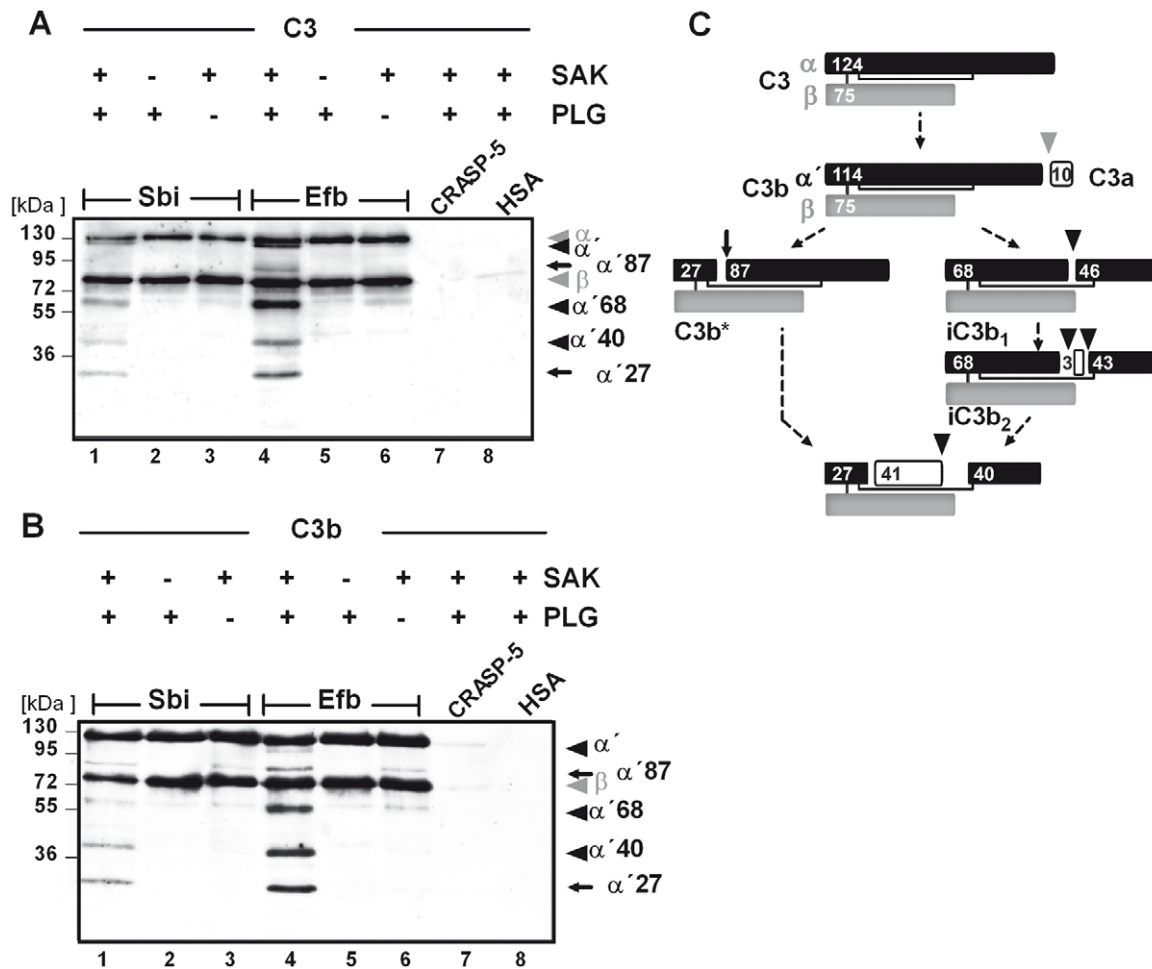 A
C3
+ - + + - + + + SAK
+ + - + + - + + PLG
CRASP-5
HSA
[kDa ]
Sbi
Efb
130
95
72
55
36
α
α´
α´87
β
α´68
α´40
α´27
1 2 3 4 5 6 7 8
B
C3b
+ - + + - + + + SAK
+ + - + + - + + PLG
CRASP-5
HSA
[kDa ]
Sbi
Efb
130
95
72
55
36
α´
α´87
β
α´68
α´40
α´27
1 2 3 4 5 6 7 8
C
C3
α 124
β 75
C3b
α´ 114
β 75
10 C3a
27 87
C3b*
68 46
iC3b1
68 3 43
iC3b2
27 41 40